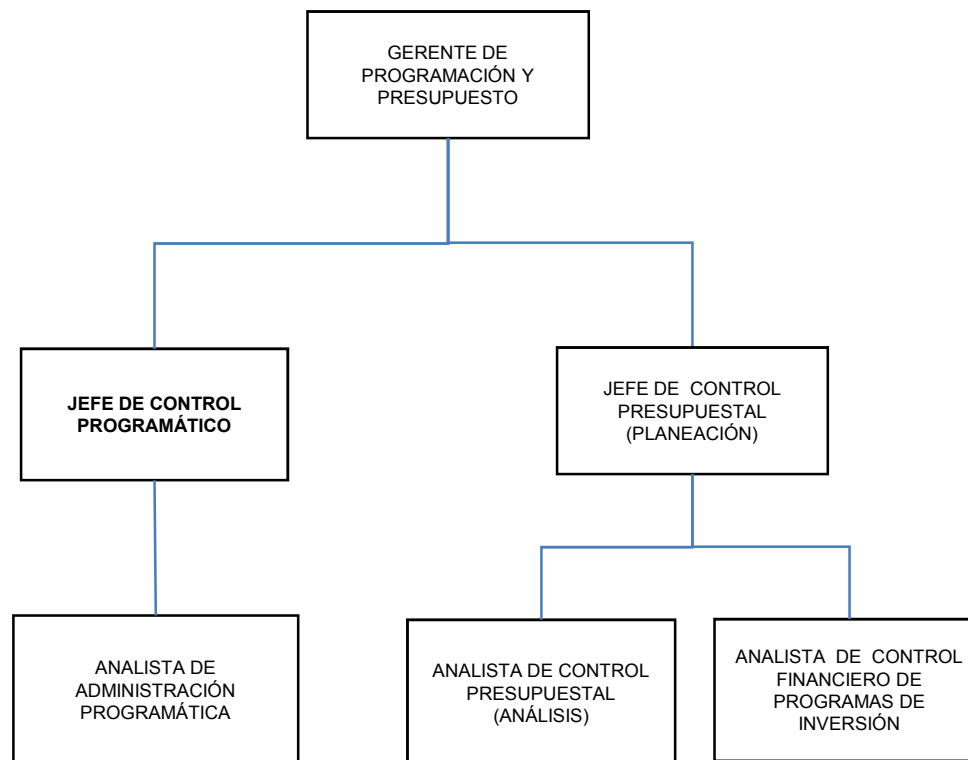 GERENTE DE
PROGRAMACIÓN Y
PRESUPUESTO
JEFE DE CONTROL
PROGRAMÁTICO
JEFE DE CONTROL
PRESUPUESTAL
(PLANEACIÓN)
ANALISTA DE
ADMINISTRACIÓN
PROGRAMÁTICA
ANALISTA DE CONTROL
PRESUPUESTAL
(ANÁLISIS)
ANALISTA DE CONTROL
FINANCIERO DE
PROGRAMAS DE
INVERSIÓN